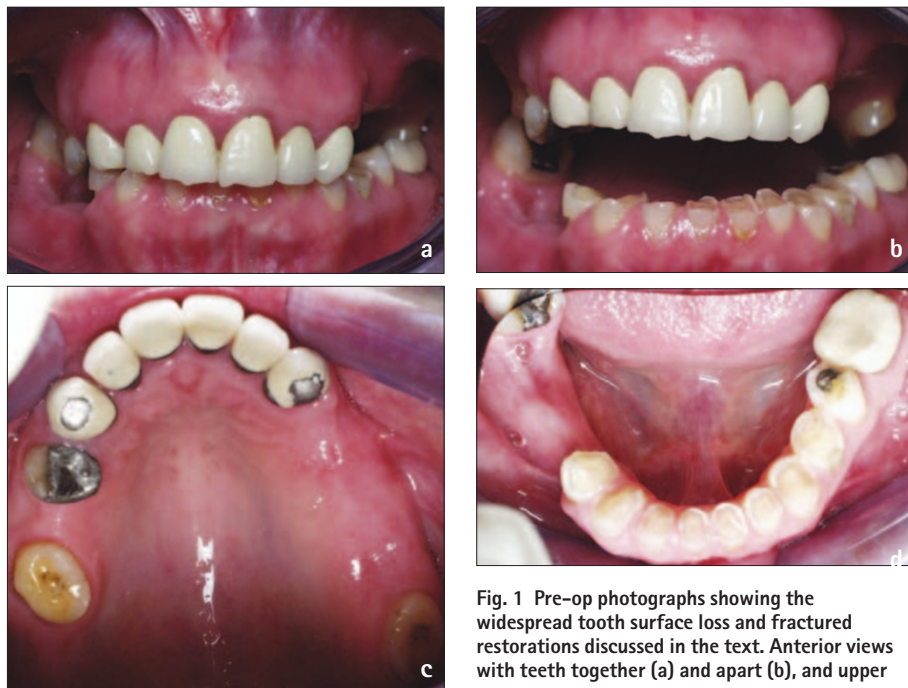 a
b
c
d
Fig. 1 Pre-op photographs showing the
widespread tooth surface loss and fractured
restorations discussed in the text. Anterior views
with teeth together (a) and apart (b), and upper